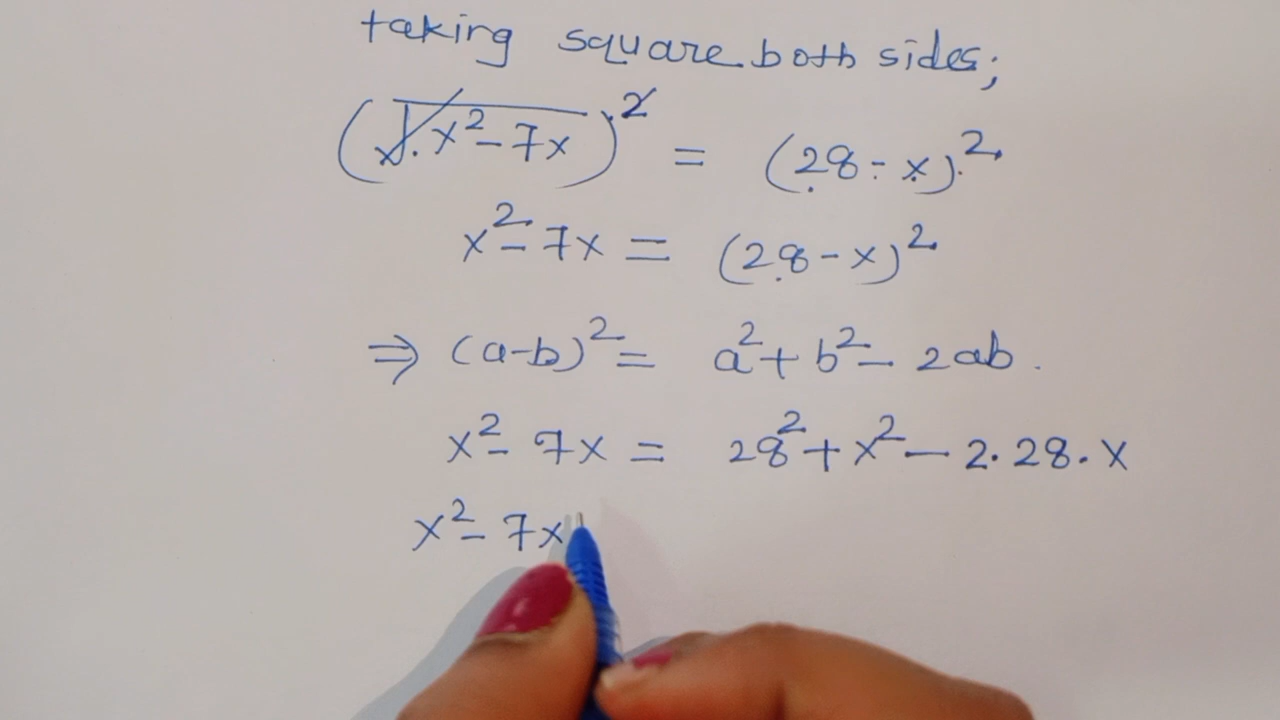 taking square both sides;
(√x²-7x)² = (28-x)²
x²-7x = (28-x)²
⇒ (a-b)² = a²+b²-2ab.
x²-7x = 28²+x²-2.28.x
x²-7x